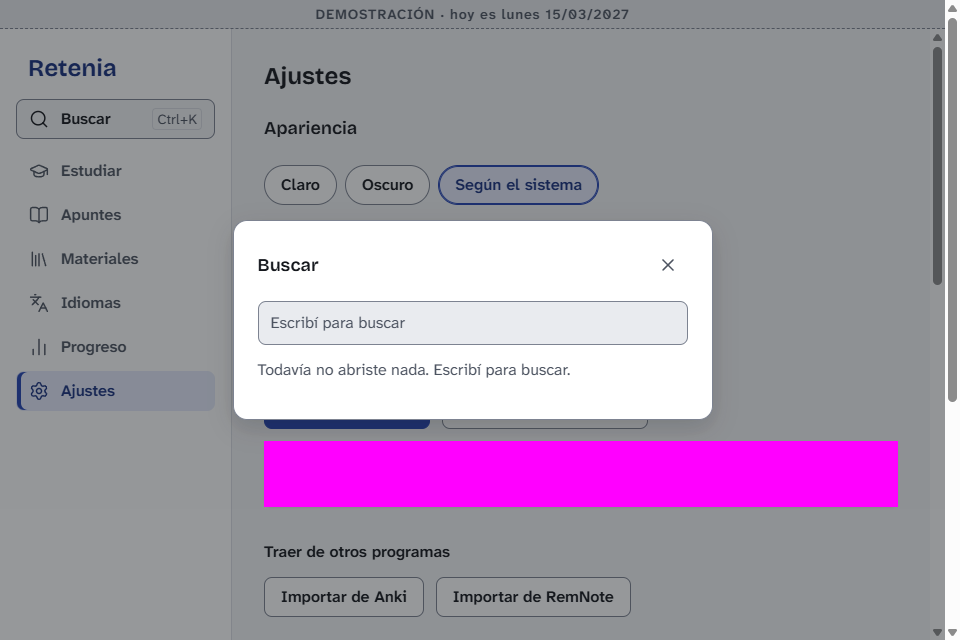 DEMOSTRACIÓN · hoy es lunes 15/03/2027
Retenia
Buscar Ctrl+K
Estudiar
Apuntes
Materiales
Idiomas
Progreso
Ajustes
Ajustes
Apariencia
Claro Oscuro Según el sistema
Buscar
Escribí para buscar
Todavía no abriste nada. Escribí para buscar.
Traer de otros programas
Importar de Anki Importar de RemNote